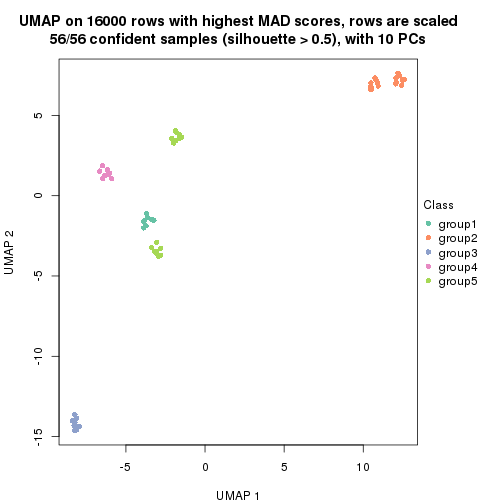 UMAP on 16000 rows with highest MAD scores, rows are scaled
56/56 confident samples (silhouette > 0.5), with 10 PCs
5
0
-5
-10
-15
UMAP 2
-5
0
5
10
UMAP 1
Class
group1
group2
group3
group4
group5